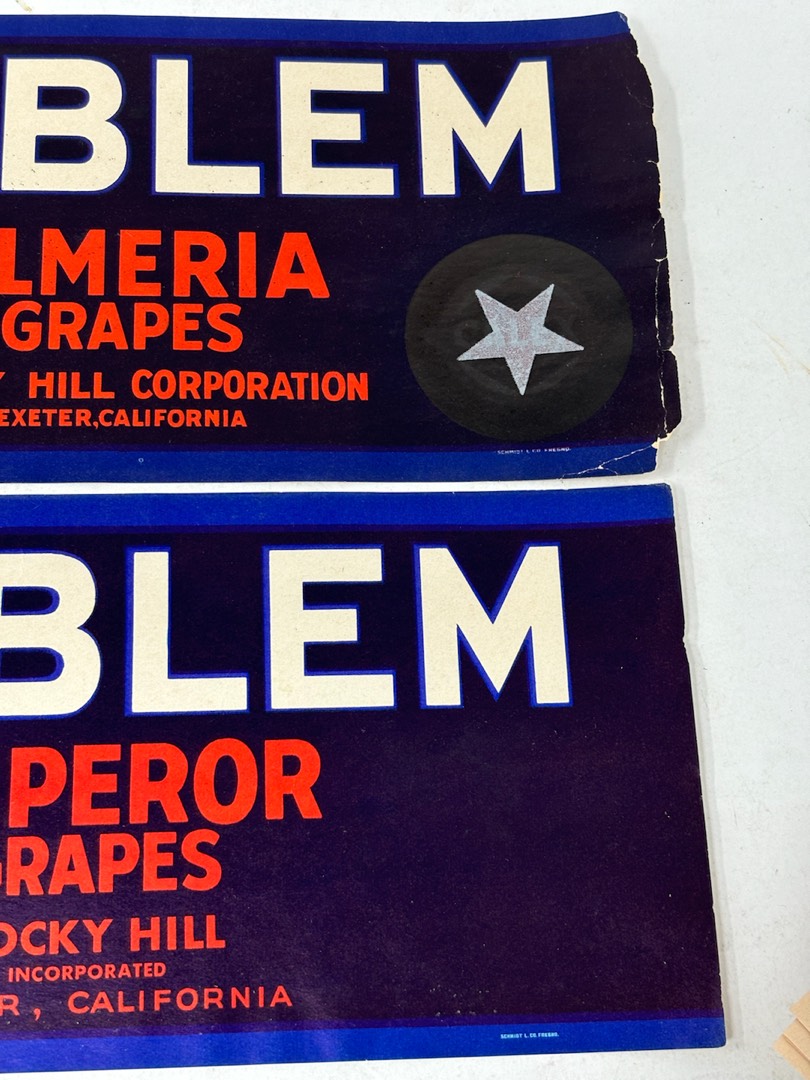 BLEM
LMERIA
GRAPES
Y HILL CORPORATION
EXETER, CALIFORNIA
SCHMIDT L. CO. FRESNO.
BLEM
PEROR
GRAPES
OCKY HILL
INCORPORATED
R, CALIFORNIA
SCHMIDT L. CO. FRESNO.